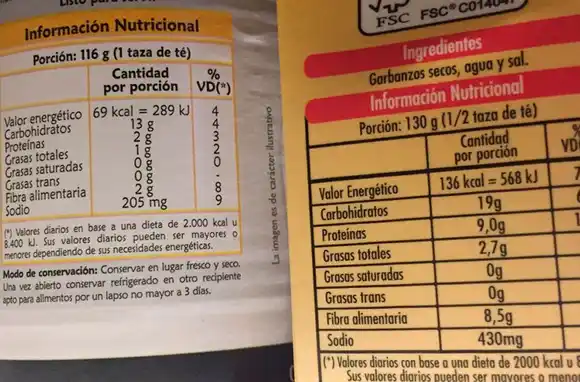 Información Nutricional
Porción: 116 g (1 taza de té)
Cantidad por porción % VD(*)
Valor energético 69 kcal = 289 kJ 4
Carbohidratos 13 g 4
Proteínas 2 g 3
Grasas totales 1 g 2
Grasas saturadas 0 g 0
Grasas trans 0 g -
Fibra alimentaria 2 g 8
Sodio 205 mg 9
(*) Valores diarios en base a una dieta de 2.000 kcal u
8.400 kJ. Sus valores diarios pueden ser mayores o
menores dependiendo de sus necesidades energéticas.
Modo de conservación: Conservar en lugar fresco y seco.
Una vez abierto conservar refrigerado en otro recipiente
apto para alimentos por un lapso no mayor a 3 días.
La imagen es de carácter ilustrativo
FSC FSC® C01404
Ingredientes
Garbanzos secos, agua y sal.
Información Nutricional
Porción: 130 g (1/2 taza de té)
Cantidad por porción % VD
Valor Energético 136 kcal = 568 kJ 7
Carbohidratos 19g
Proteínas 9,0g
Grasas totales 2,7g
Grasas saturadas 0g
Grasas trans 0g
Fibra alimentaria 8,5g
Sodio 430mg
(*) Valores diarios con base a una dieta de 2000 kcal u 8
Sus valores diarios pueden ser mayores o meno